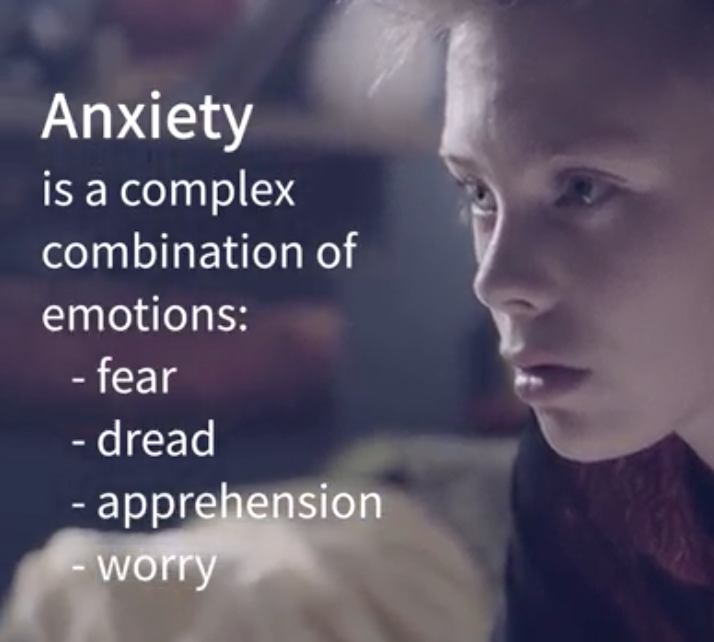 Anxiety
is a complex
combination of
emotions:
- fear
- dread
- apprehension
- worry